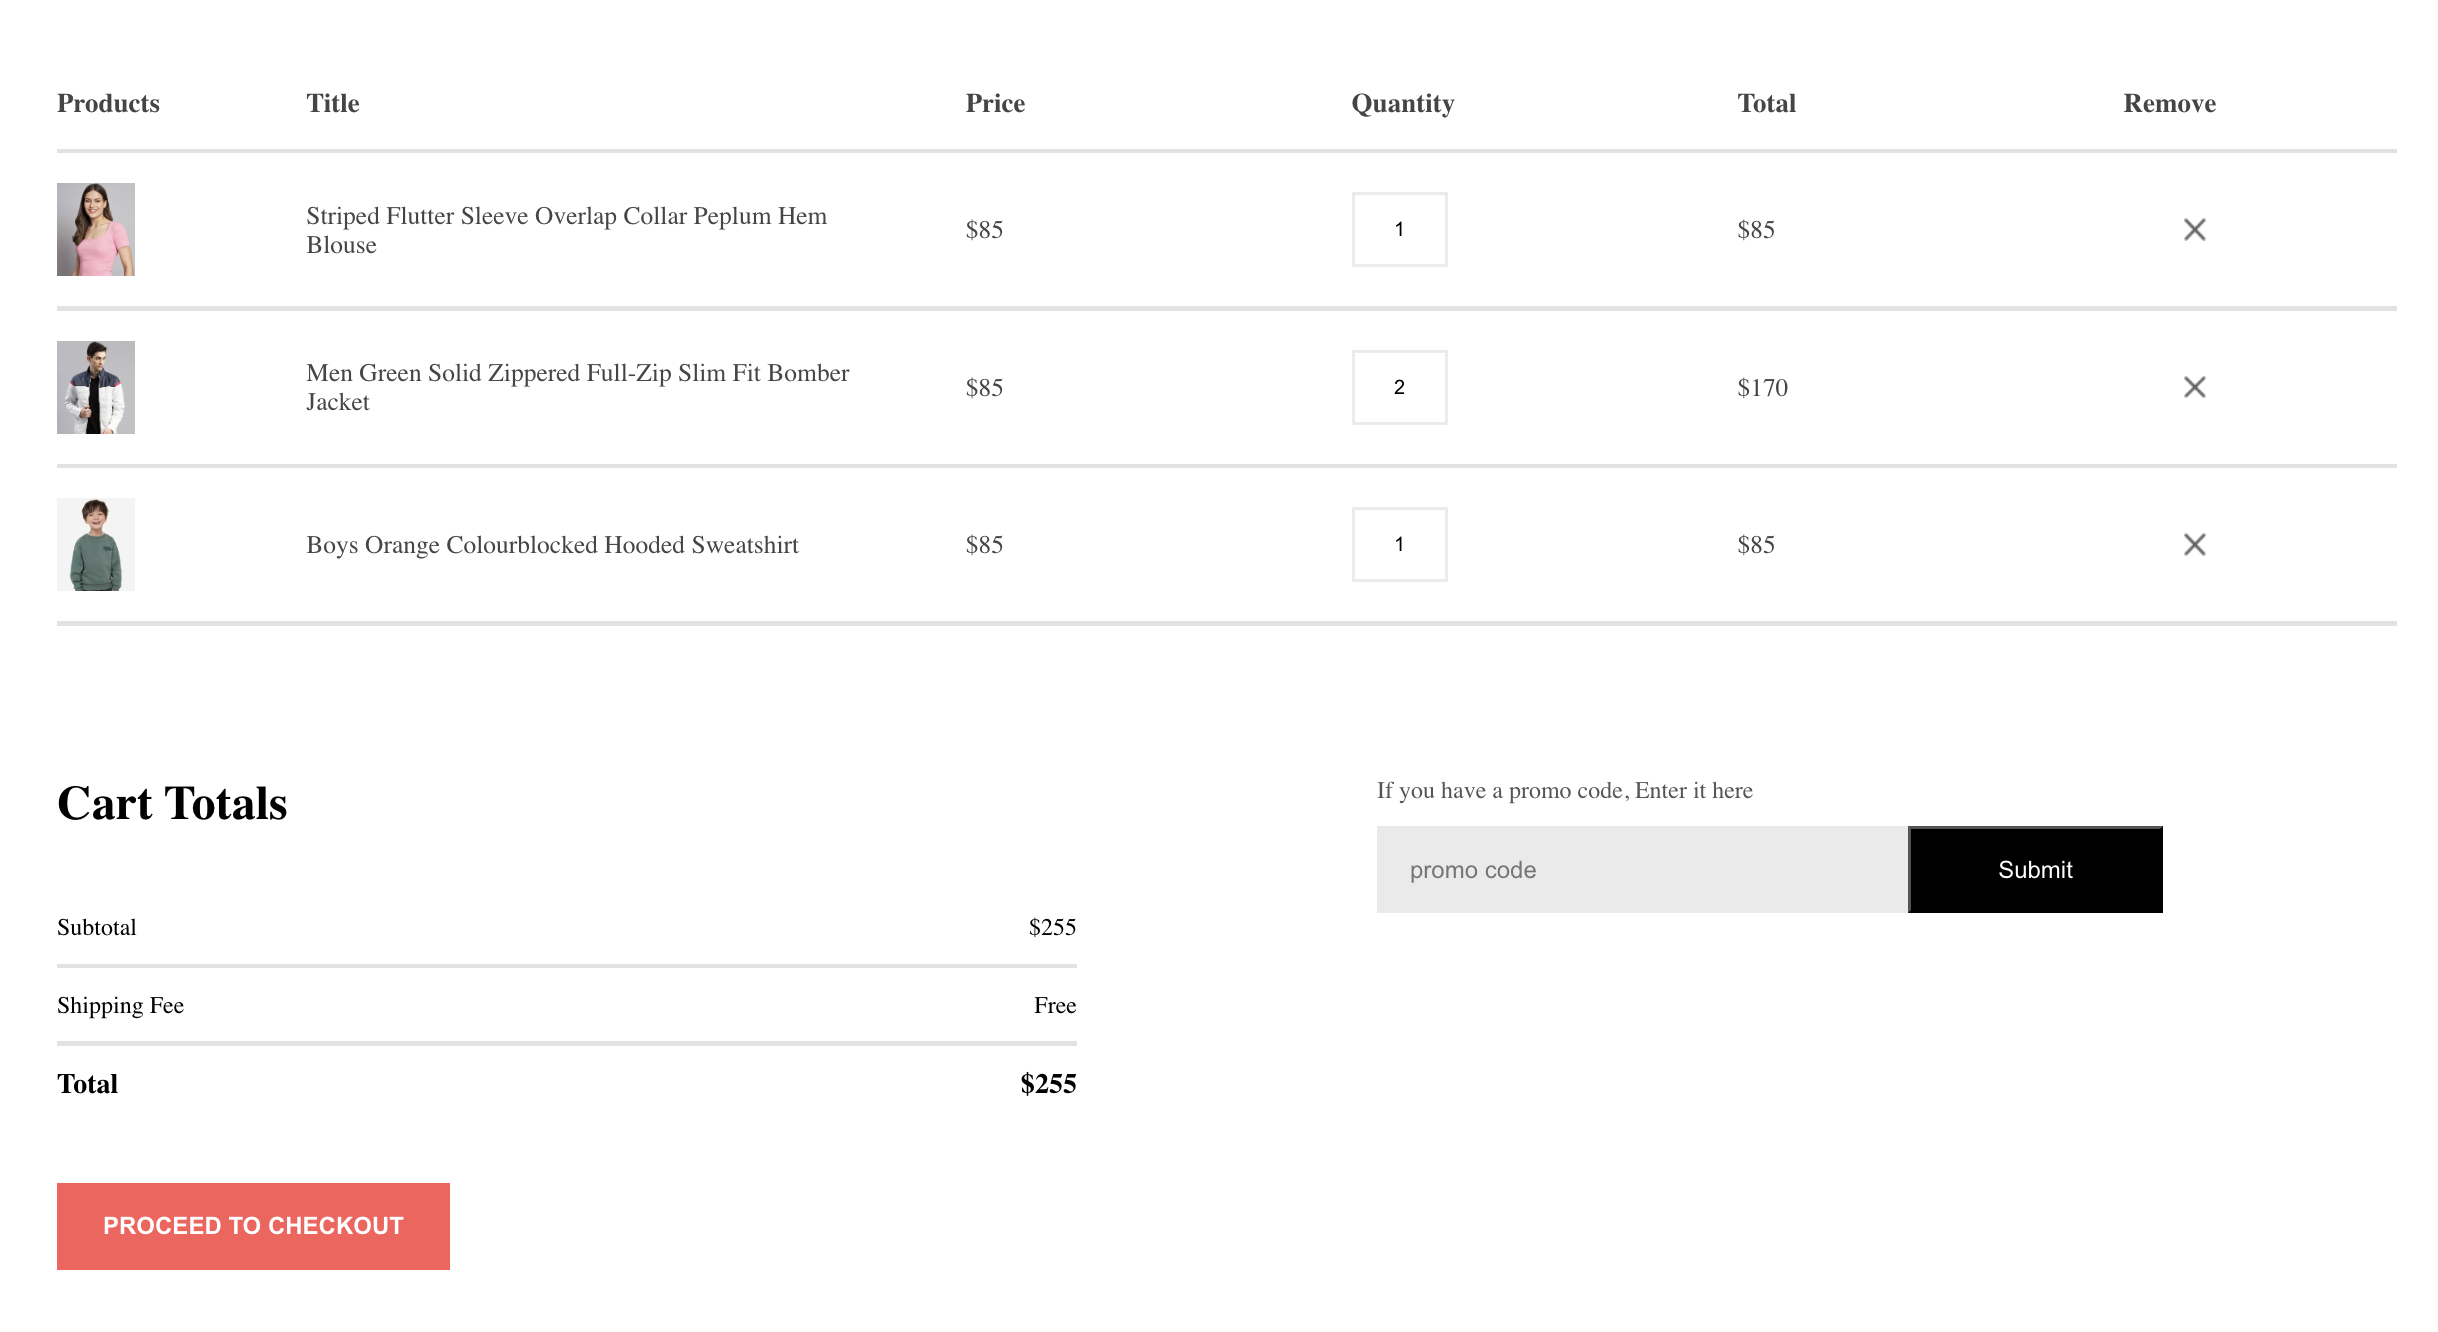 Products Title Price Quantity Total Remove
Striped Flutter Sleeve Overlap Collar Peplum Hem
Blouse
$85 1 $85
Men Green Solid Zippered Full-Zip Slim Fit Bomber
Jacket
$85 2 $170
Boys Orange Colourblocked Hooded Sweatshirt $85 1 $85
Cart Totals
Subtotal $255
Shipping Fee Free
Total $255
PROCEED TO CHECKOUT
If you have a promo code, Enter it here
promo code Submit